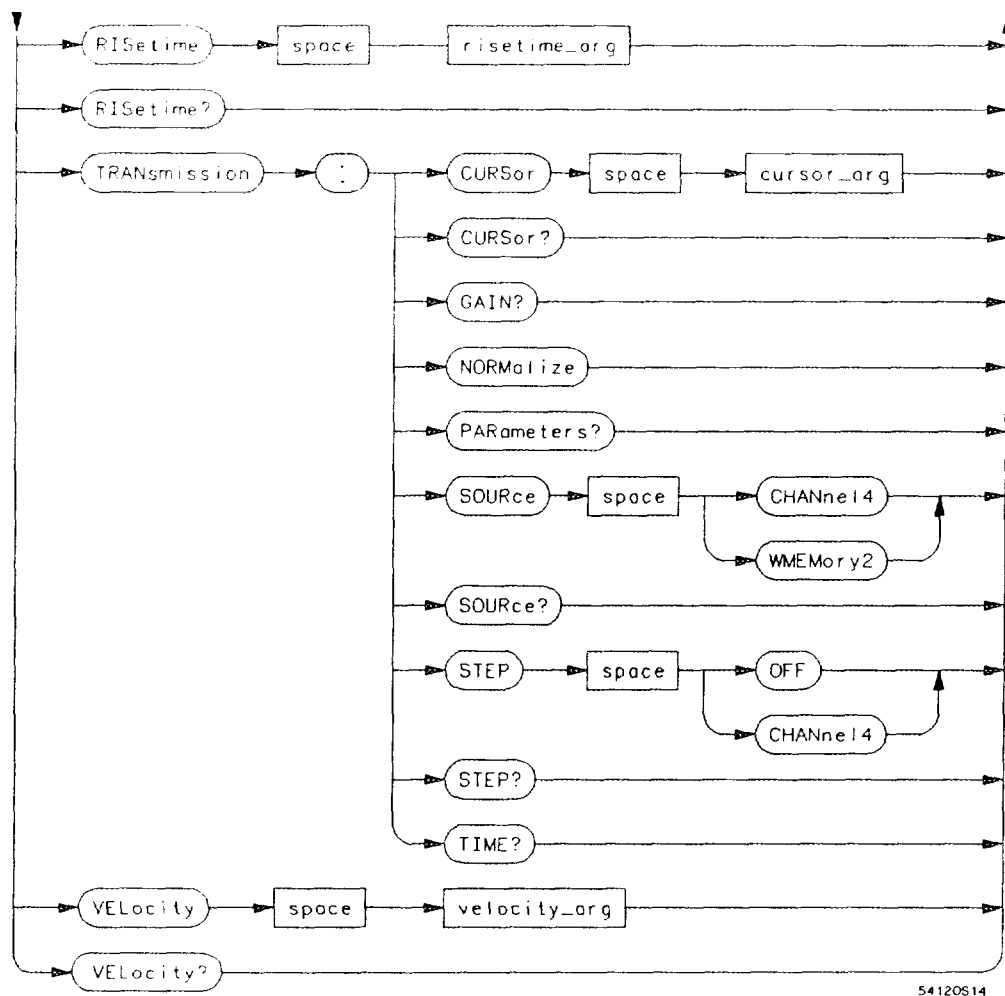 RISetime space risetime_arg
RISetime?
TRANsmission : CURSor space cursor_arg
CURSor?
GAIN?
NORMalize
PARameters?
SOURce space CHANnel4
WMEMory2
SOURce?
STEP space OFF
CHANnel4
STEP?
TIME?
VELocity space velocity_arg
VELocity?
54120S14